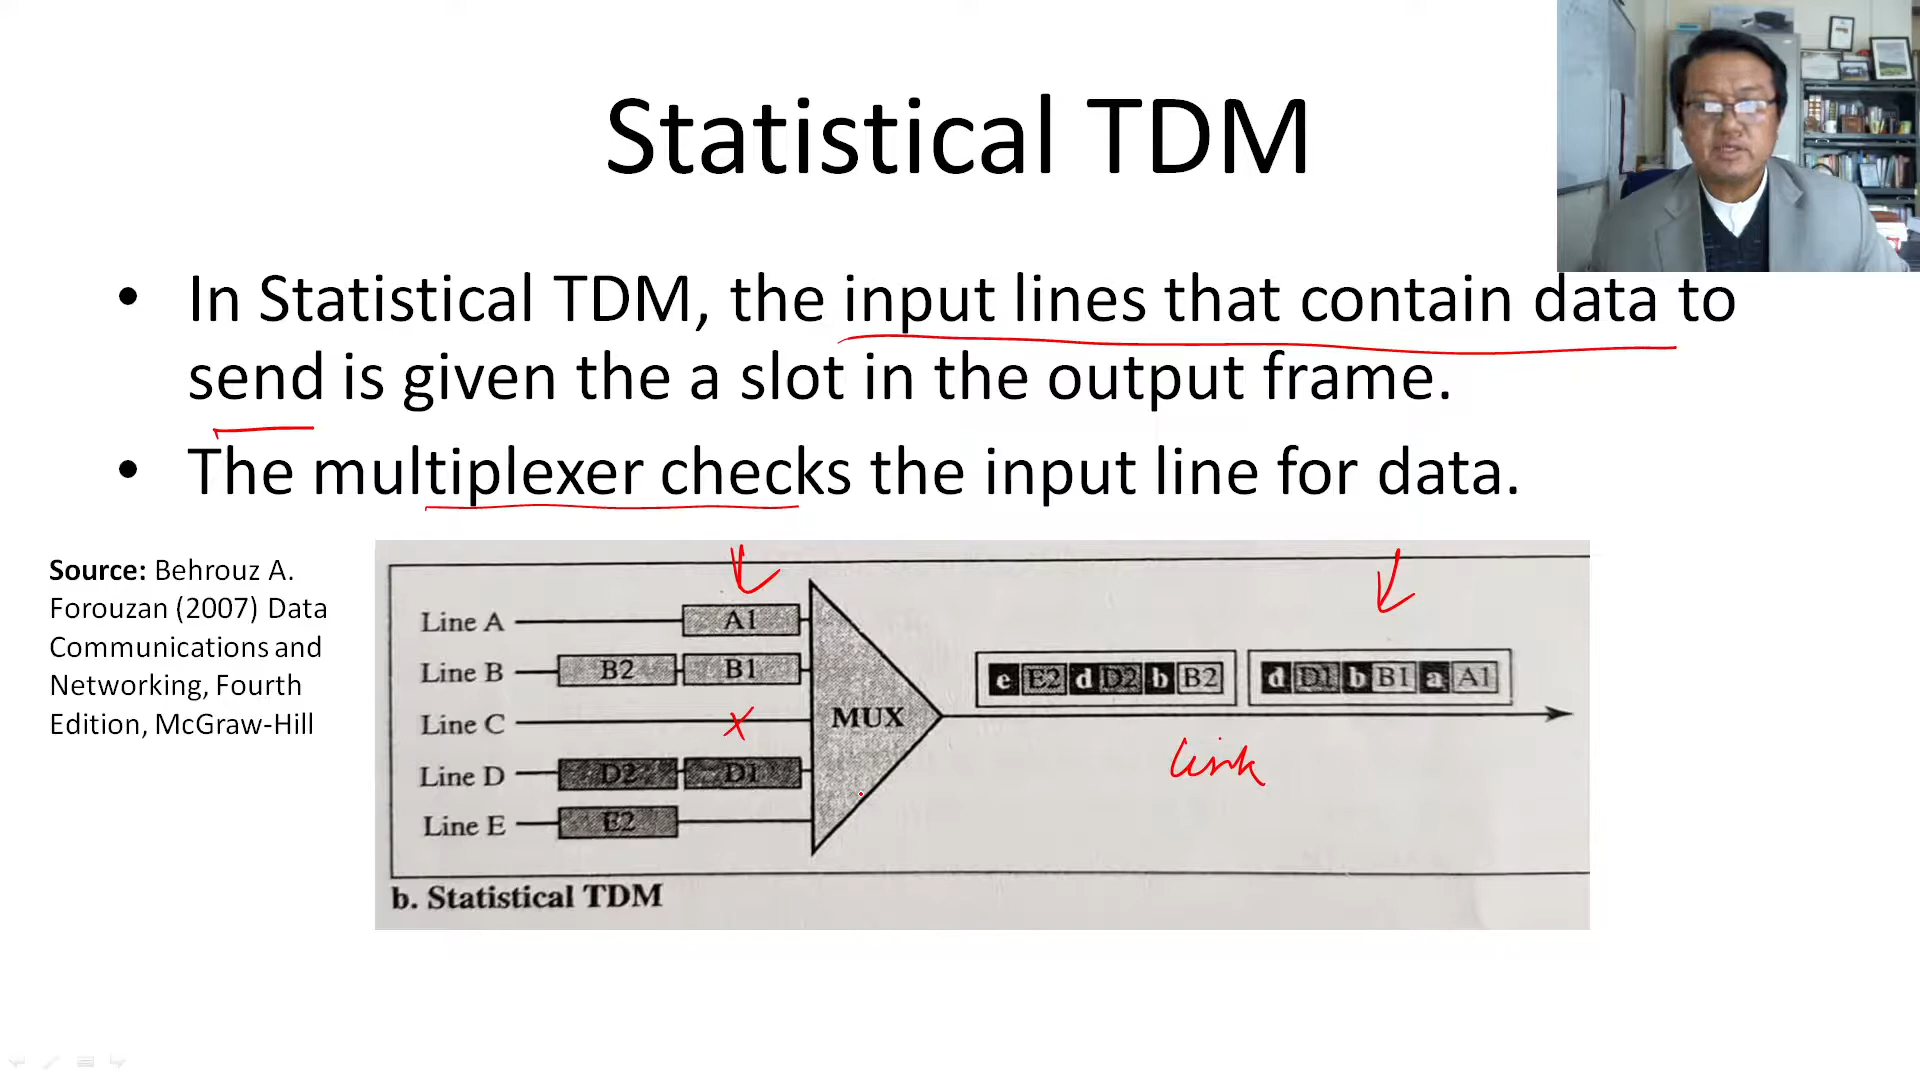 Statistical TDM
• In Statistical TDM, the input lines that contain data to
send is given the a slot in the output frame.
• The multiplexer checks the input line for data.
Source: Behrouz A.
Forouzan (2007) Data
Communications and
Networking, Fourth
Edition, McGraw-Hill
Line A A1
Line B B2 B1
Line C
Line D D2 D1
Line E E2
MUX
e E2 d D2 b B2 d D1 b B1 a A1
Link
b. Statistical TDM